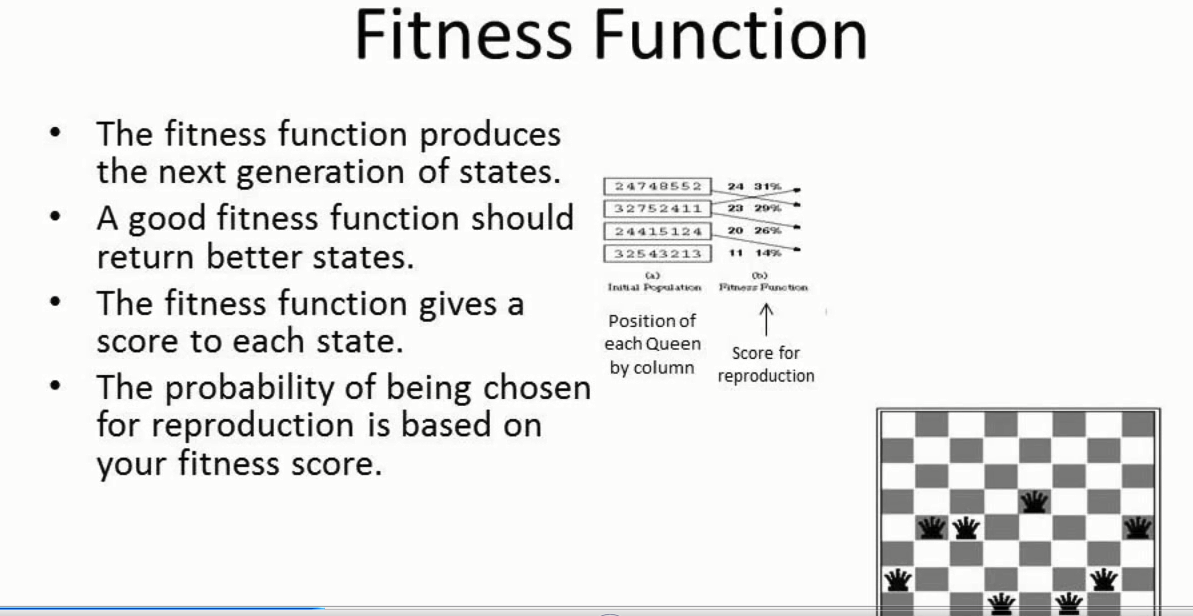 Fitness Function
• The fitness function produces
the next generation of states.
• A good fitness function should
return better states.
• The fitness function gives a
score to each state.
• The probability of being chosen
for reproduction is based on
your fitness score.
24748552 24 31%
32752411 23 29%
24415124 20 26%
32543213 11 14%
(a) (b)
Initial Population Fitness Function
Position of
each Queen
by column
Score for
reproduction